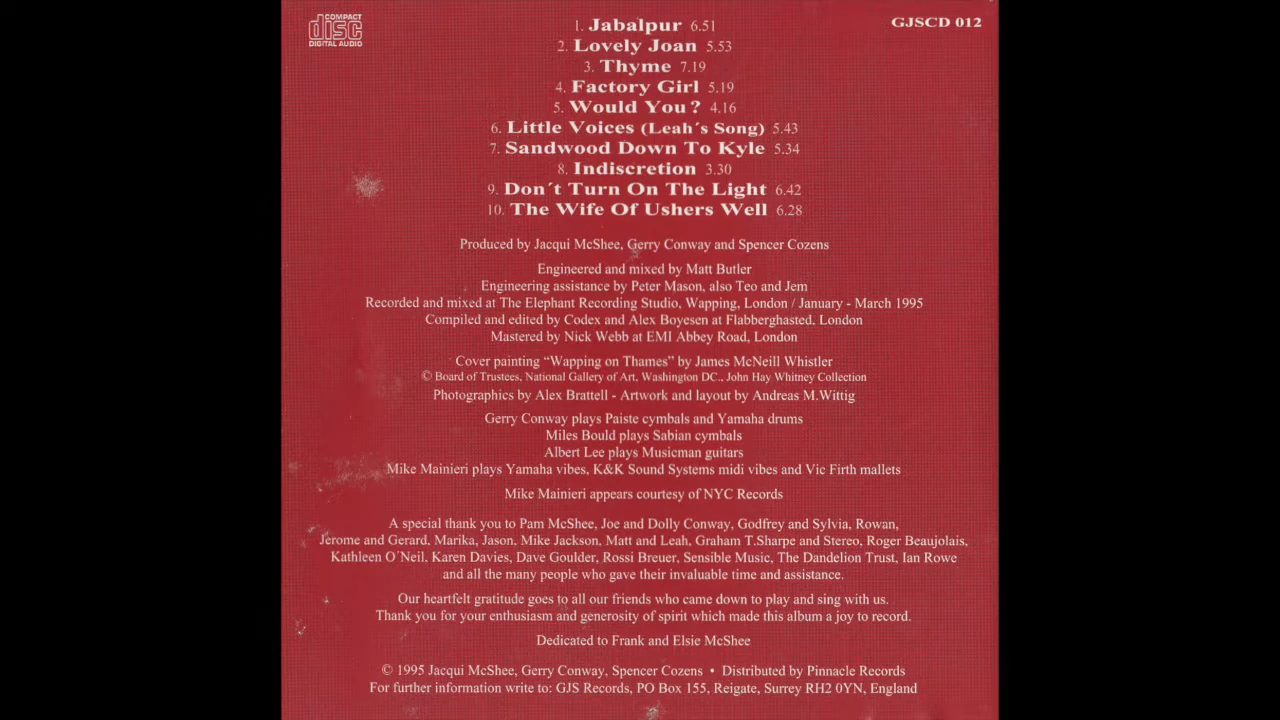 COMPACT
disc
DIGITAL AUDIO
GJSCD 012
1. Jabalpur 6.51
2. Lovely Joan 5.53
3. Thyme 7.19
4. Factory Girl 5.19
5. Would You? 4.16
6. Little Voices (Leah´s Song) 5.43
7. Sandwood Down To Kyle 5.34
8. Indiscretion 3.30
9. Don´t Turn On The Light 6.42
10. The Wife Of Ushers Well 6.28
Produced by Jacqui McShee, Gerry Conway and Spencer Cozens
Engineered and mixed by Matt Butler
Engineering assistance by Peter Mason, also Teo and Jem
Recorded and mixed at The Elephant Recording Studio, Wapping, London / January - March 1995
Compiled and edited by Codex and Alex Boyesen at Flabberghasted, London
Mastered by Nick Webb at EMI Abbey Road, London
Cover painting “Wapping on Thames” by James McNeill Whistler
© Board of Trustees, National Gallery of Art, Washington DC., John Hay Whitney Collection
Photographics by Alex Brattell - Artwork and layout by Andreas M.Wittig
Gerry Conway plays Paiste cymbals and Yamaha drums
Miles Bould plays Sabian cymbals
Albert Lee plays Musicman guitars
Mike Mainieri plays Yamaha vibes, K&K Sound Systems midi vibes and Vic Firth mallets
Mike Mainieri appears courtesy of NYC Records
A special thank you to Pam McShee, Joe and Dolly Conway, Godfrey and Sylvia, Rowan,
Jerome and Gerard, Marika, Jason, Mike Jackson, Matt and Leah, Graham T.Sharpe and Stereo, Roger Beaujolais,
Kathleen O´Neil, Karen Davies, Dave Goulder, Rossi Breuer, Sensible Music, The Dandelion Trust, Ian Rowe
and all the many people who gave their invaluable time and assistance.
Our heartfelt gratitude goes to all our friends who came down to play and sing with us.
Thank you for your enthusiasm and generosity of spirit which made this album a joy to record.
Dedicated to Frank and Elsie McShee
© 1995 Jacqui McShee, Gerry Conway, Spencer Cozens • Distributed by Pinnacle Records
For further information write to: GJS Records, PO Box 155, Reigate, Surrey RH2 0YN, England